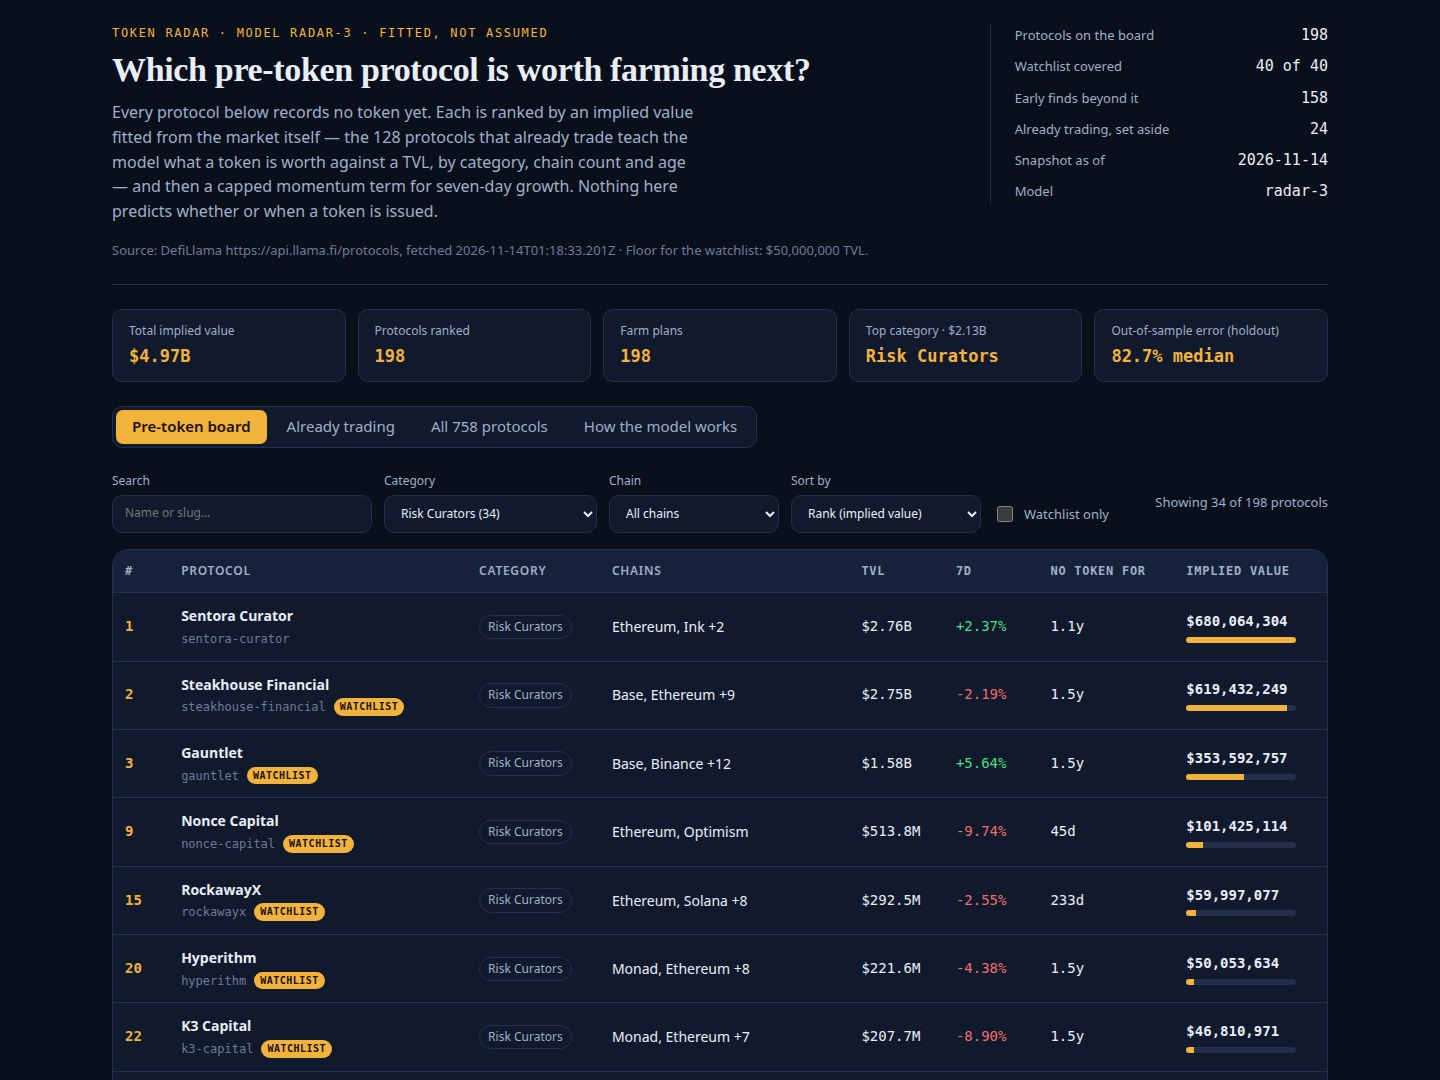 TOKEN RADAR · MODEL RADAR-3 · FITTED, NOT ASSUMED
Which pre-token protocol is worth farming next?
Every protocol below records no token yet. Each is ranked by an implied value
fitted from the market itself — the 128 protocols that already trade teach the
model what a token is worth against a TVL, by category, chain count and age
— and then a capped momentum term for seven-day growth. Nothing here
predicts whether or when a token is issued.
Source: DefiLlama https://api.llama.fi/protocols, fetched 2026-11-14T01:18:33.201Z · Floor for the watchlist: $50,000,000 TVL.
Protocols on the board 198
Watchlist covered 40 of 40
Early finds beyond it 158
Already trading, set aside 24
Snapshot as of 2026-11-14
Model radar-3
Total implied value
$4.97B
Protocols ranked
198
Farm plans
198
Top category · $2.13B
Risk Curators
Out-of-sample error (holdout)
82.7% median
Pre-token board Already trading All 758 protocols How the model works
Search Category Chain Sort by
Name or slug... Risk Curators (34) All chains Rank (implied value) Watchlist only Showing 34 of 198 protocols
# PROTOCOL CATEGORY CHAINS TVL 7D NO TOKEN FOR IMPLIED VALUE
1 Sentora Curator Risk Curators Ethereum, Ink +2 $2.76B +2.37% 1.1y $680,064,304
sentora-curator
2 Steakhouse Financial Risk Curators Base, Ethereum +9 $2.75B -2.19% 1.5y $619,432,249
steakhouse-financial WATCHLIST
3 Gauntlet Risk Curators Base, Binance +12 $1.58B +5.64% 1.5y $353,592,757
gauntlet WATCHLIST
9 Nonce Capital Risk Curators Ethereum, Optimism $513.8M -9.74% 45d $101,425,114
nonce-capital WATCHLIST
15 RockawayX Risk Curators Ethereum, Solana +8 $292.5M -2.55% 233d $59,997,077
rockawayx WATCHLIST
20 Hyperithm Risk Curators Monad, Ethereum +8 $221.6M -4.38% 1.5y $50,053,634
hyperithm WATCHLIST
22 K3 Capital Risk Curators Monad, Ethereum +7 $207.7M -8.90% 1.5y $46,810,971
k3-capital WATCHLIST